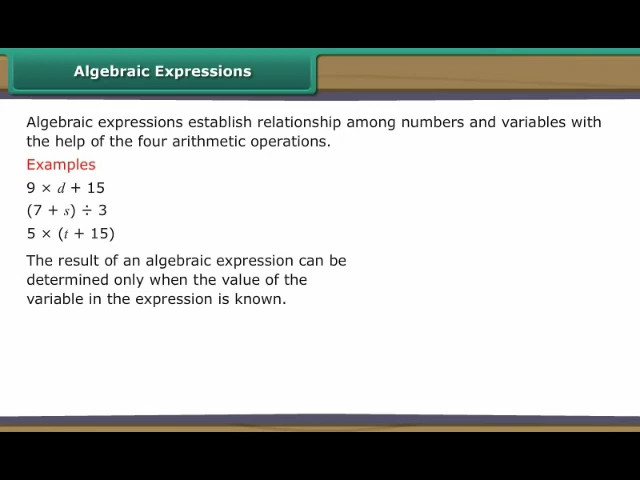 Algebraic Expressions
Algebraic expressions establish relationship among numbers and variables with
the help of the four arithmetic operations.
Examples
9 × d + 15
(7 + s) ÷ 3
5 × (t + 15)
The result of an algebraic expression can be
determined only when the value of the
variable in the expression is known.